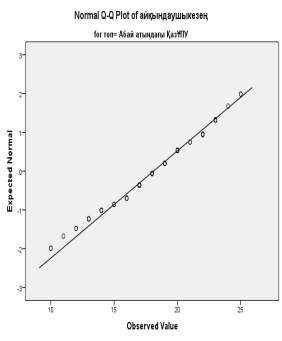 Normal Q-Q Plot of айқындаушыкезең
for топ= Абай атындағы ҚазҰПУ
Expected Normal
3
2
1
0
-1
-2
-3
10 15 20 25
Observed Value